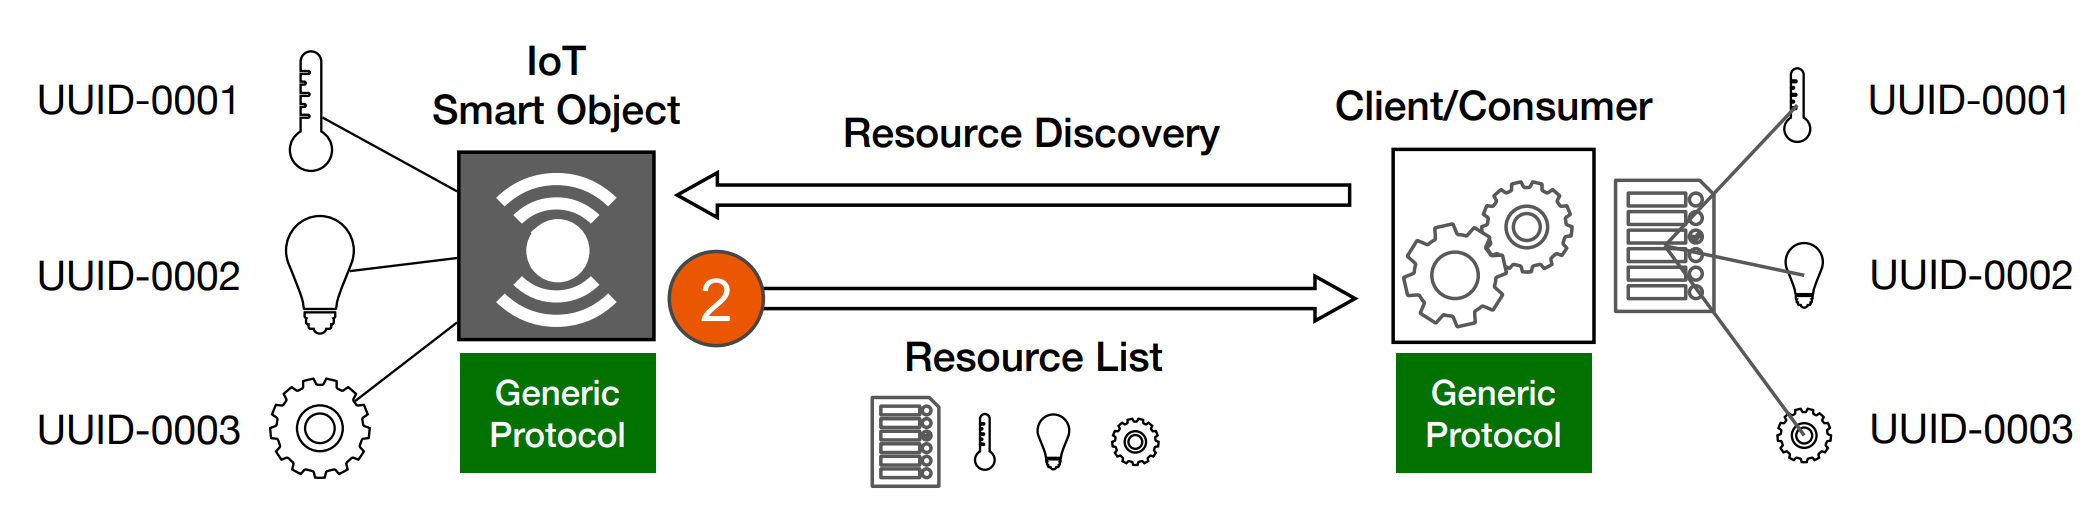 UUID-0001
UUID-0002
UUID-0003
IoT
Smart Object
Generic
Protocol
Resource Discovery
2
Resource List
Client/Consumer
Generic
Protocol
UUID-0001
UUID-0002
UUID-0003